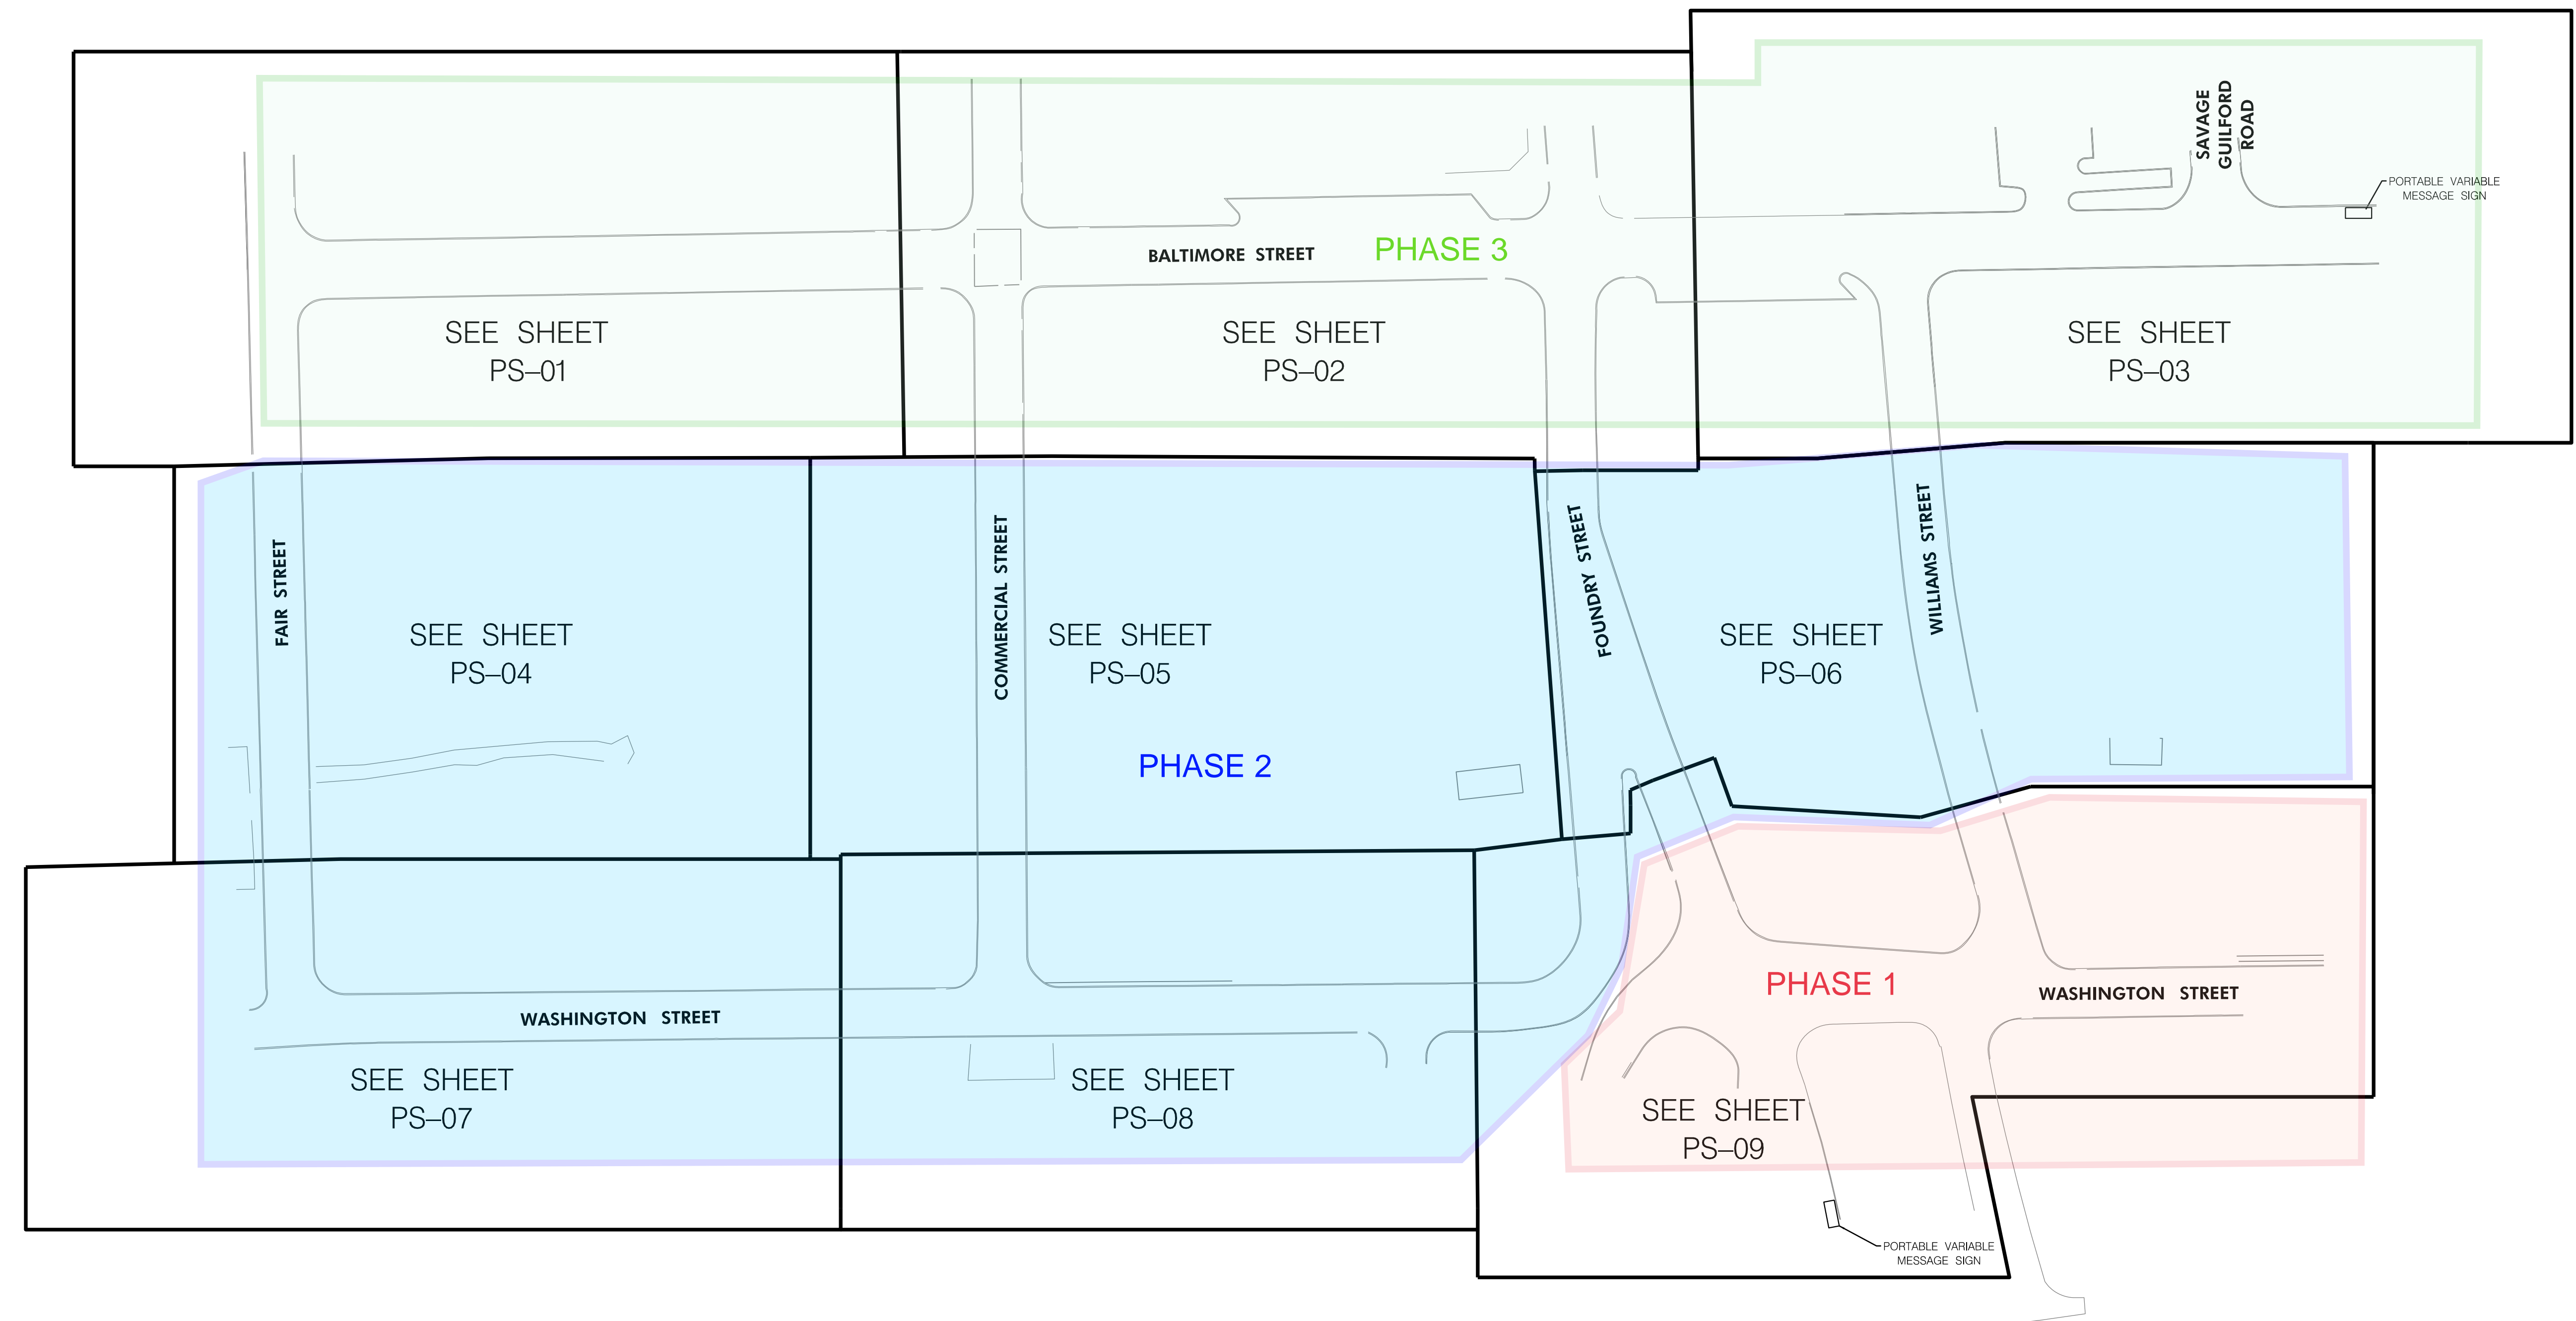 SAVAGE
GUILFORD
ROAD
PORTABLE VARIABLE
MESSAGE SIGN
BALTIMORE STREET
PHASE 3
SEE SHEET
PS-01
SEE SHEET
PS-02
SEE SHEET
PS-03
FAIR STREET
COMMERCIAL STREET
FOUNDRY STREET
WILLIAMS STREET
SEE SHEET
PS-04
SEE SHEET
PS-05
SEE SHEET
PS-06
PHASE 2
PHASE 1
WASHINGTON STREET
WASHINGTON STREET
SEE SHEET
PS-07
SEE SHEET
PS-08
SEE SHEET
PS-09
PORTABLE VARIABLE
MESSAGE SIGN